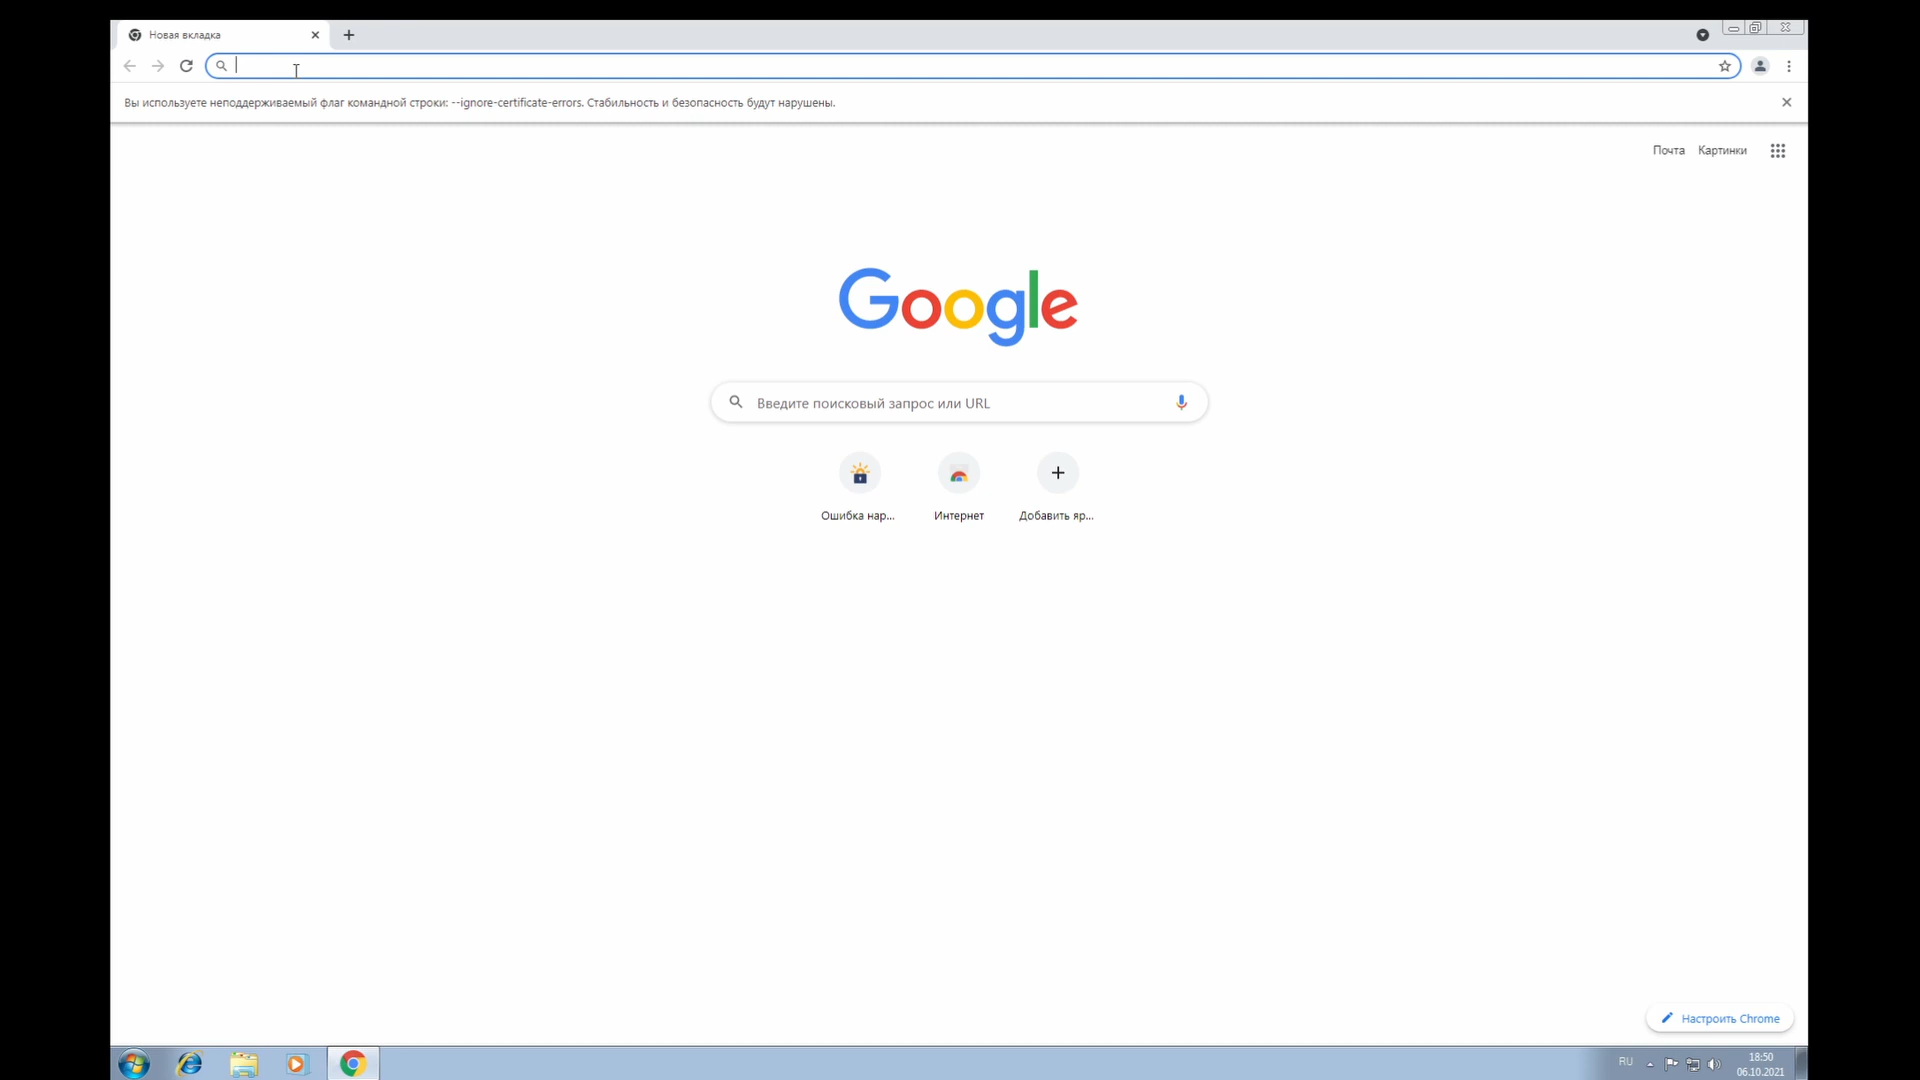 Новая вкладка
Вы используете неподдерживаемый флаг командной строки: --ignore-certificate-errors. Стабильность и безопасность будут нарушены.
Почта Картинки
Google
Введите поисковый запрос или URL
Ошибка нар... Интернет Добавить яр...
Настроить Chrome
RU 18:50
06.10.2021